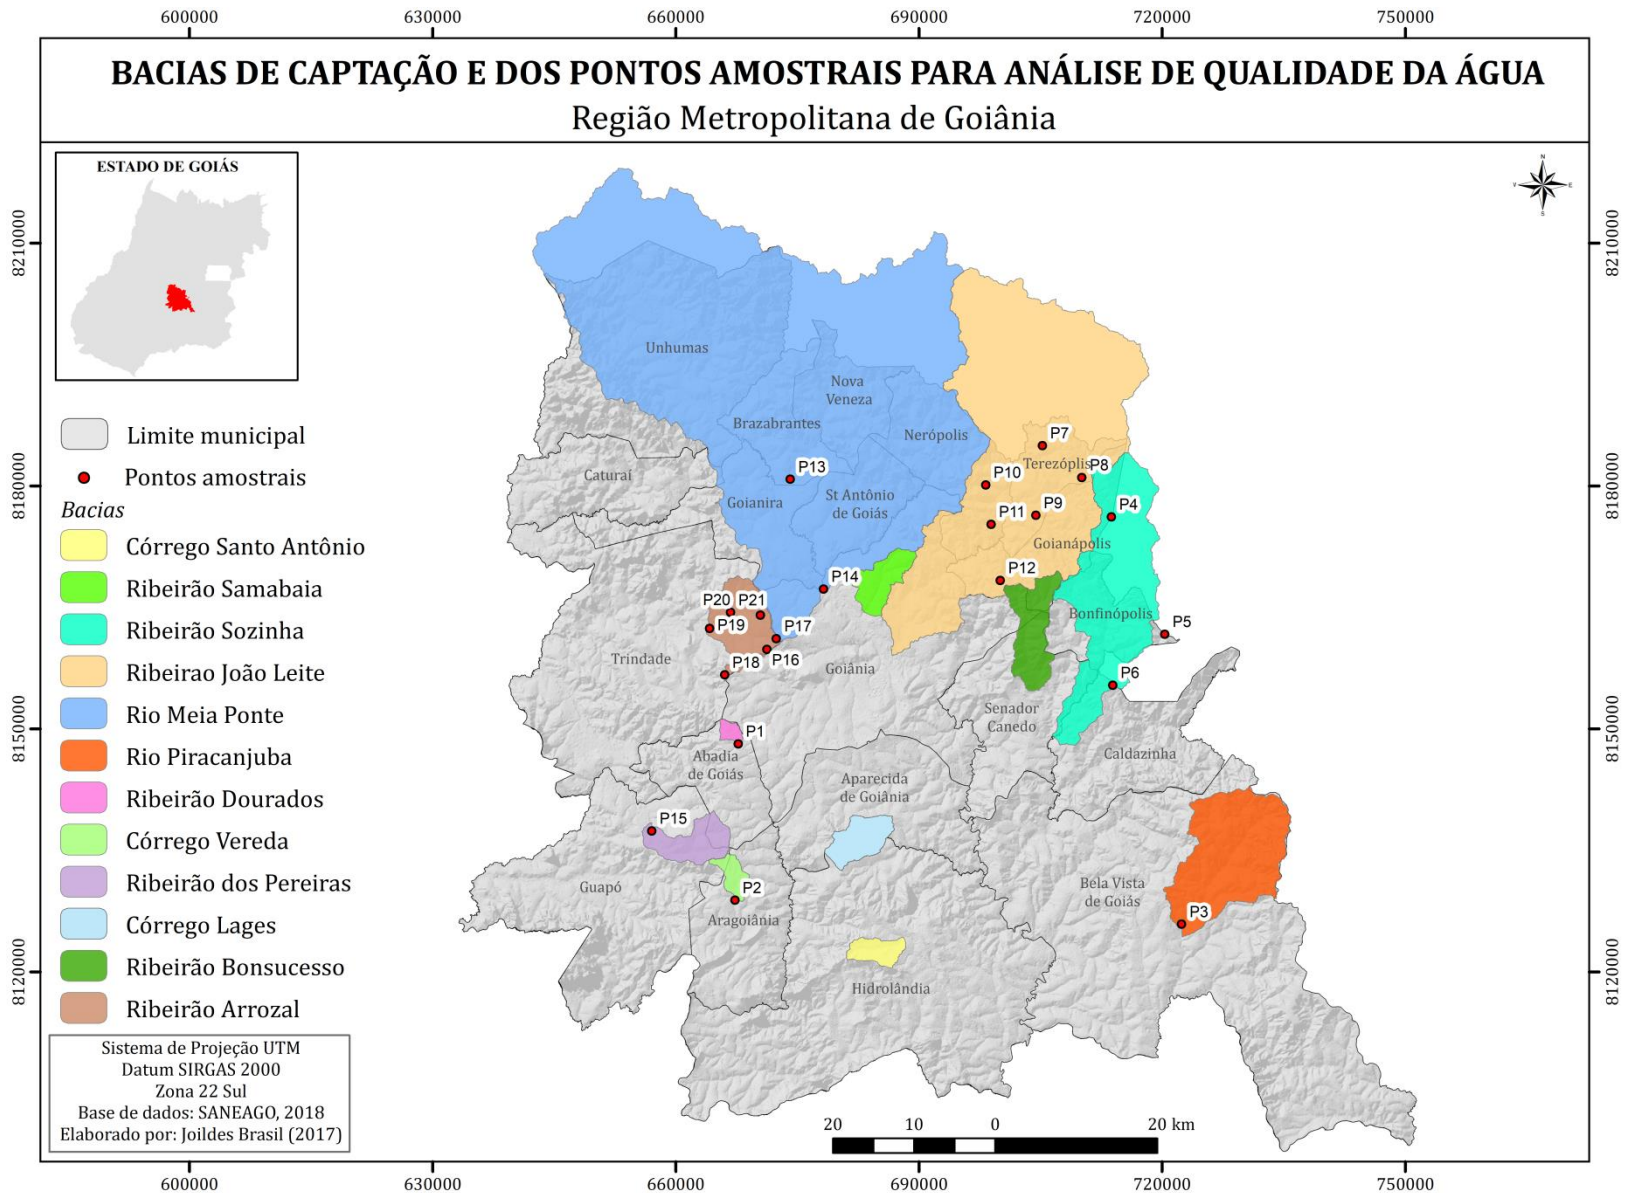 600000 630000 660000 690000 720000 750000
BACIAS DE CAPTAÇÃO E DOS PONTOS AMOSTRAIS PARA ANÁLISE DE QUALIDADE DA ÁGUA
Região Metropolitana de Goiânia
ESTADO DE GOIÁS
N
E
S
8210000
8210000
Unhumas
Nova
Veneza
Brazabrantes
Nerópolis
Limite municipal
Pontos amostrais
Bacias
Córrego Santo Antônio
Ribeirão Samabaia
Ribeirão Sozinha
Ribeirao João Leite
Rio Meia Ponte
Rio Piracanjuba
Ribeirão Dourados
Córrego Vereda
Ribeirão dos Pereiras
Córrego Lages
Ribeirão Bonsucesso
Ribeirão Arrozal
P7
Terezóplis
P8
P13
P10
Caturaí
8180000
8180000
Goianira
St Antônio
de Goiás
P11
P9
P4
Goianápolis
P12
P14
P20
P21
Bonfinópolis
P19
P17
P5
Trindade
P16
P18
Goiânia
P6
Senador
Canedo
8150000
8150000
P1
Abadia
de Goiás
Caldazinha
Aparecida
de Goiânia
P15
Guapó
P2
Aragoiânia
Bela Vista
de Goiás
P3
8120000
8120000
Hidrolândia
Sistema de Projeção UTM
Datum SIRGAS 2000
Zona 22 Sul
Base de dados: SANEAGO, 2018
Elaborado por: Joildes Brasil (2017)
20 10 0 20 km
600000 630000 660000 690000 720000 750000